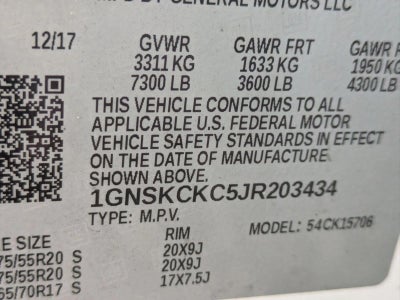 MFD BY GENERAL MOTORS LLC
12/17 GVWR GAWR FRT GAWR R
3311 KG 1633 KG 1950 KG
7300 LB 3600 LB 4300 LB
THIS VEHICLE CONFORMS TO ALL
APPLICABLE U.S. FEDERAL MOTOR
VEHICLE SAFETY STANDARDS IN EFFECT
ON THE DATE OF MANUFACTURE
SHOWN ABOVE.
1GNSKCKC5JR203434
TYPE: M.P.V. MODEL: 54CK15706
E SIZE RIM
75/55R20 S 20X9J
75/55R20 S 20X9J
65/70R17 S 17X7.5J